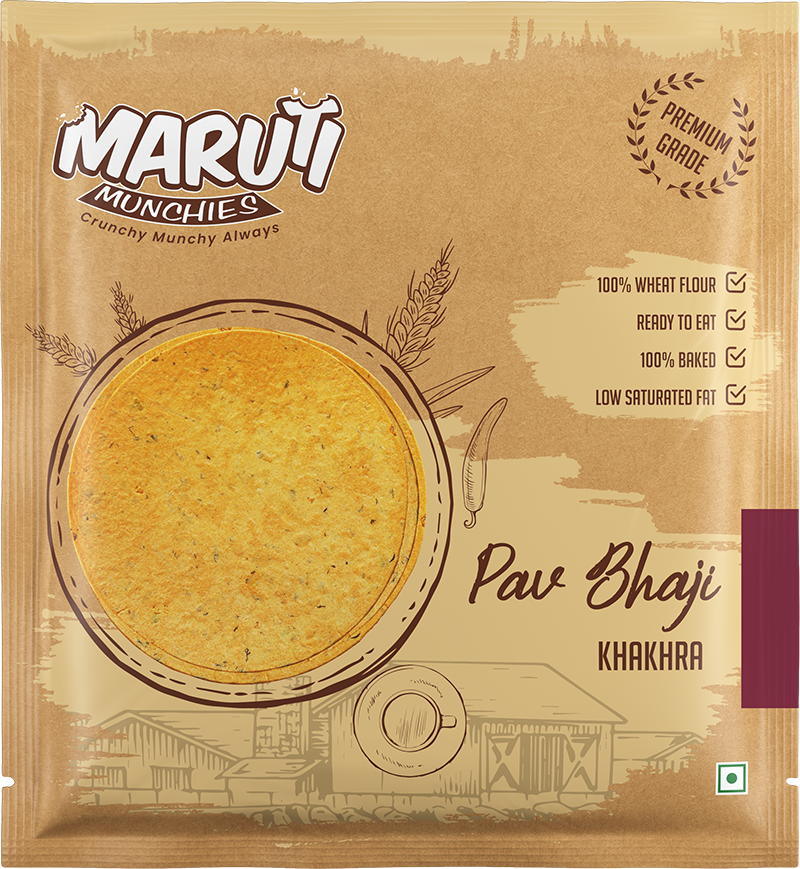 MARUTI
MUNCHIES
Crunchy Munchy Always
PREMIUM
GRADE
100% WHEAT FLOUR
READY TO EAT
100% BAKED
LOW SATURATED FAT
Pav Bhaji
KHAKHRA